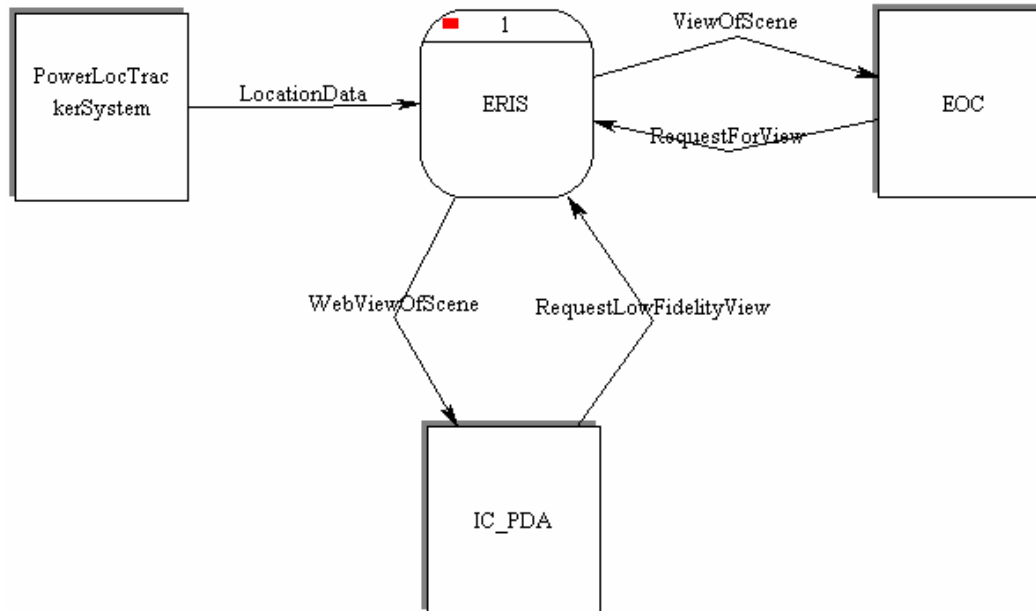 1
ViewOfScene
PowerLocTrac
kerSystem
LocationData
ERIS
EOC
RequestForView
WebViewOfScene
RequestLowFidelityView
IC_PDA